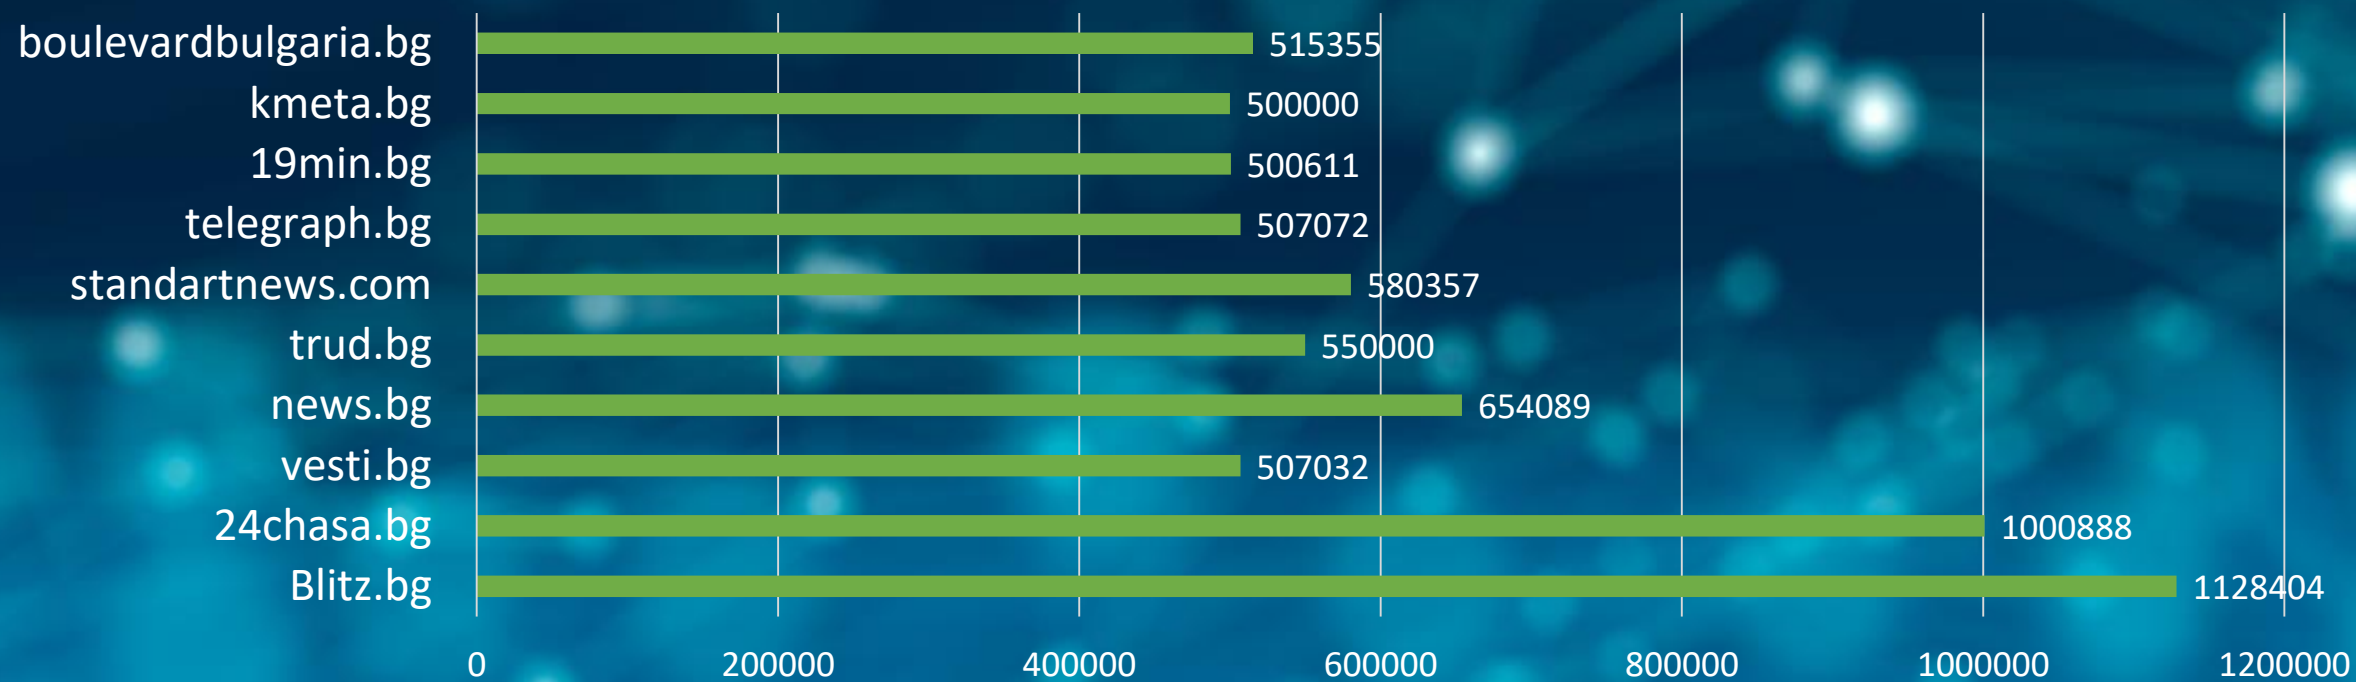 boulevardbulgaria.bg 515355
kmeta.bg 500000
19min.bg 500611
telegraph.bg 507072
standartnews.com 580357
trud.bg 550000
news.bg 654089
vesti.bg 507032
24chasa.bg 1000888
Blitz.bg 1128404
0 200000 400000 600000 800000 1000000 1200000